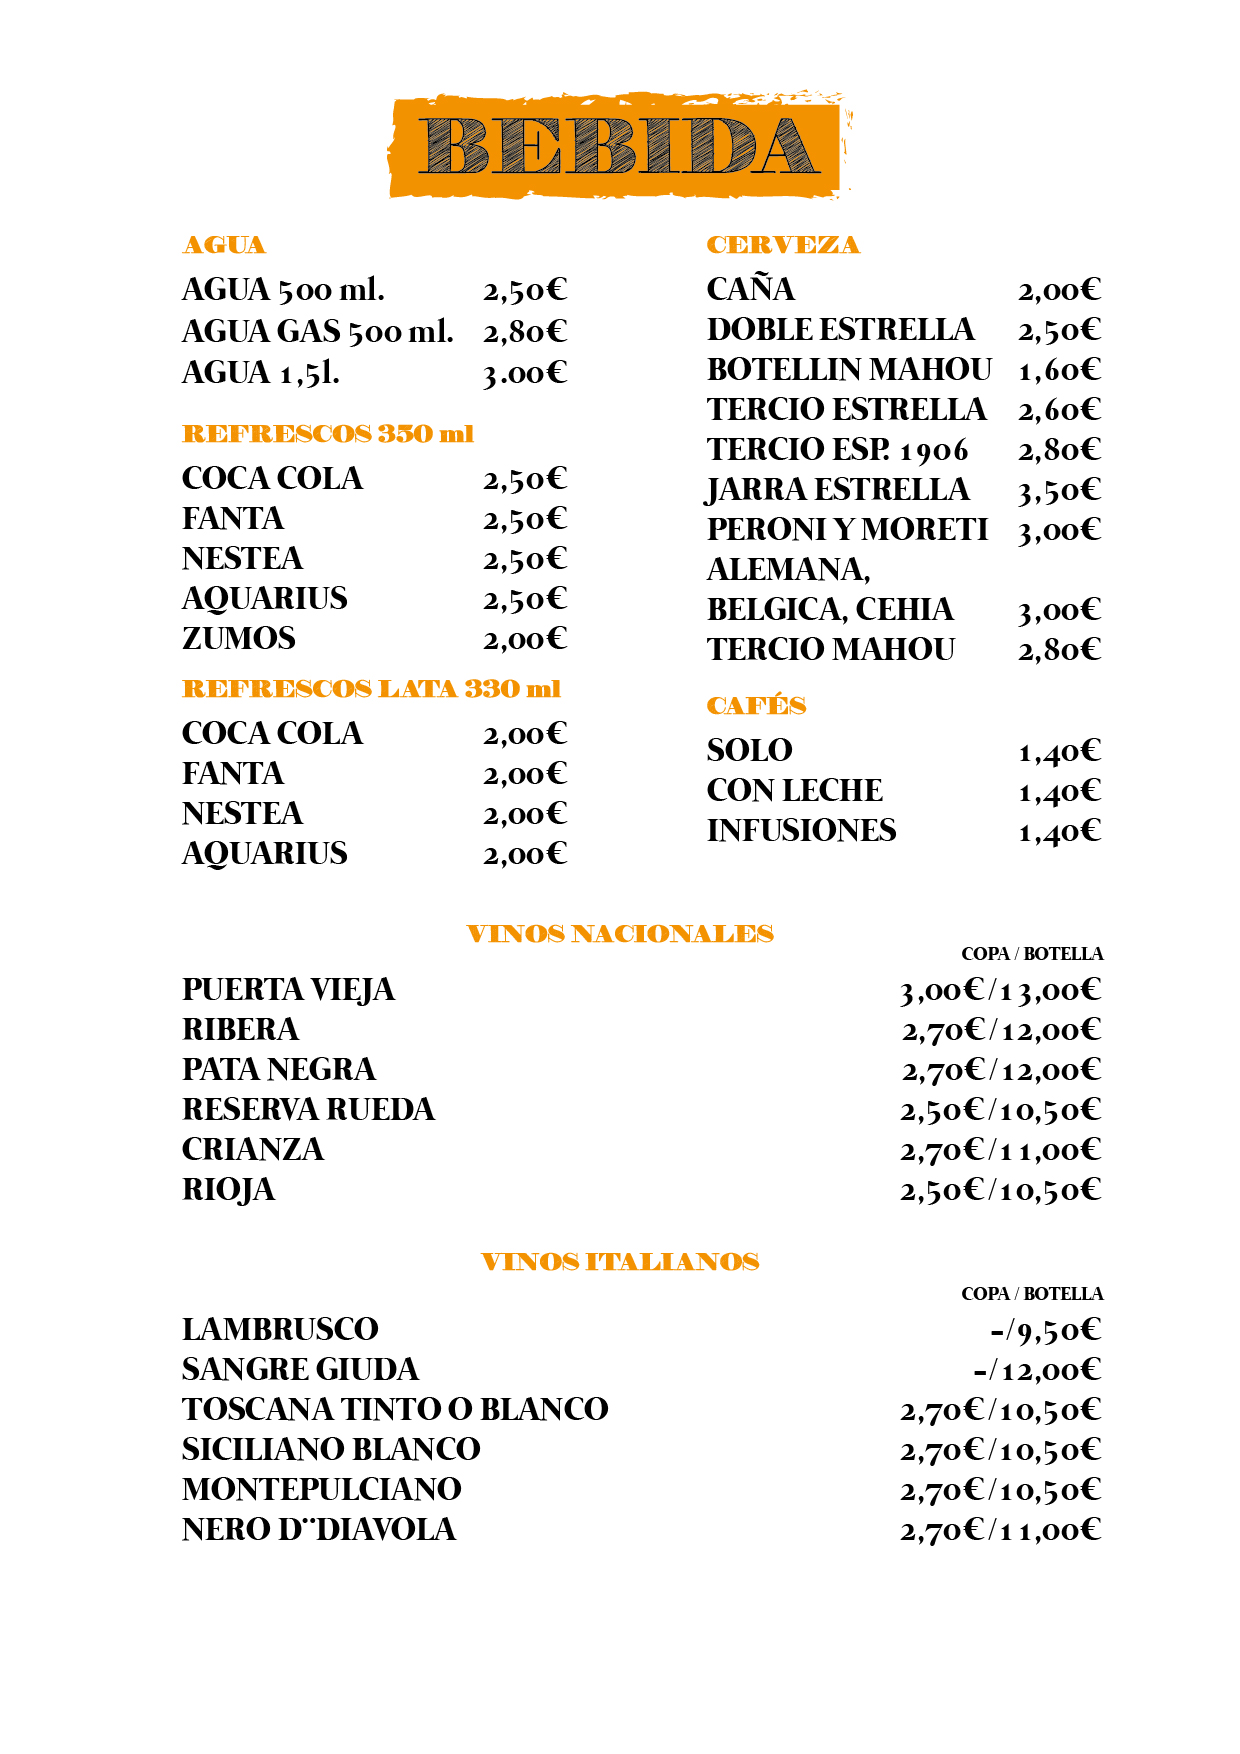 BEBIDA
AGUA
AGUA 500 ml. 2,50€
AGUA GAS 500 ml. 2,80€
AGUA 1,5l. 3.00€
REFRESCOS 350 ml
COCA COLA 2,50€
FANTA 2,50€
NESTEA 2,50€
AQUARIUS 2,50€
ZUMOS 2,00€
REFRESCOS LATA 330 ml
COCA COLA 2,00€
FANTA 2,00€
NESTEA 2,00€
AQUARIUS 2,00€
CERVEZA
CAÑA 2,00€
DOBLE ESTRELLA 2,50€
BOTELLIN MAHOU 1,60€
TERCIO ESTRELLA 2,60€
TERCIO ESP. 1906 2,80€
JARRA ESTRELLA 3,50€
PERONI Y MORETI 3,00€
ALEMANA,
BELGICA, CEHIA 3,00€
TERCIO MAHOU 2,80€
CAFÉS
SOLO 1,40€
CON LECHE 1,40€
INFUSIONES 1,40€
VINOS NACIONALES
COPA / BOTELLA
PUERTA VIEJA 3,00€/13,00€
RIBERA 2,70€/12,00€
PATA NEGRA 2,70€/12,00€
RESERVA RUEDA 2,50€/10,50€
CRIANZA 2,70€/11,00€
RIOJA 2,50€/10,50€
VINOS ITALIANOS
COPA / BOTELLA
LAMBRUSCO -/9,50€
SANGRE GIUDA -/12,00€
TOSCANA TINTO O BLANCO 2,70€/10,50€
SICILIANO BLANCO 2,70€/10,50€
MONTEPULCIANO 2,70€/10,50€
NERO D¨DIAVOLA 2,70€/11,00€